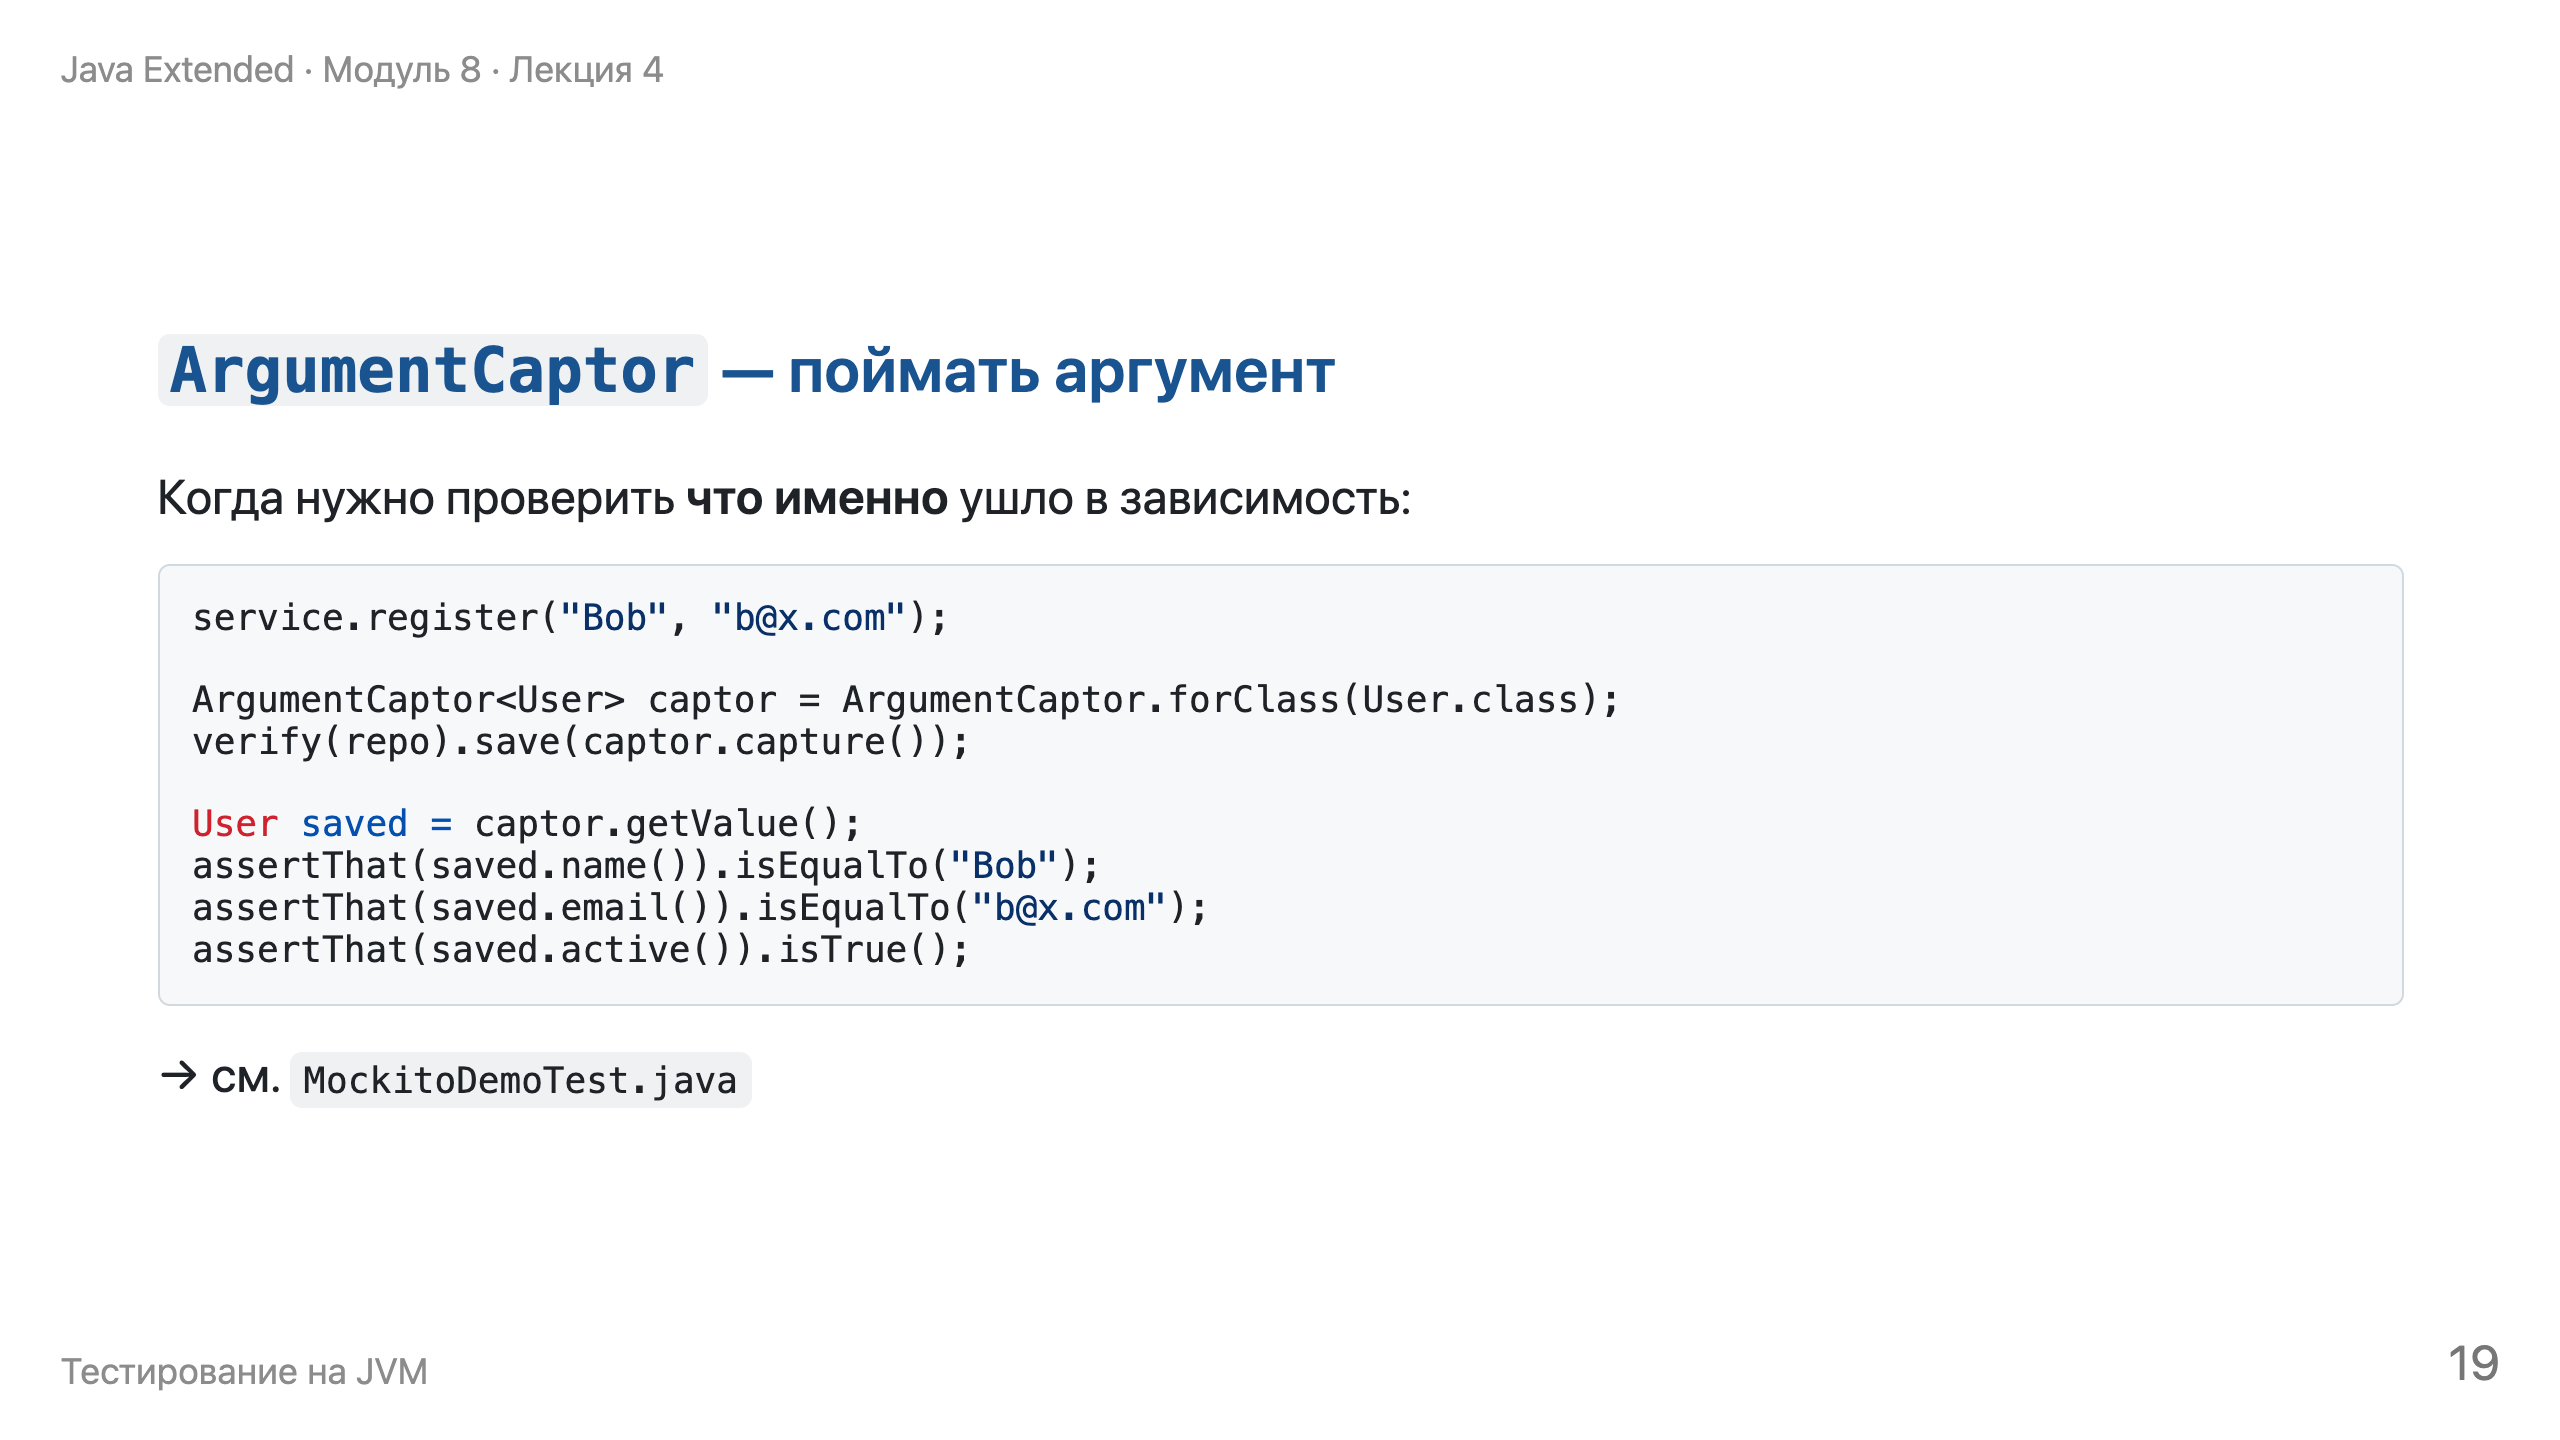 Java Extended · Модуль 8 · Лекция 4
ArgumentCaptor — поймать аргумент
Когда нужно проверить что именно ушло в зависимость:
service.register("Bob", "b@x.com");
ArgumentCaptor<User> captor = ArgumentCaptor.forClass(User.class);
verify(repo).save(captor.capture());
User saved = captor.getValue();
assertThat(saved.name()).isEqualTo("Bob");
assertThat(saved.email()).isEqualTo("b@x.com");
assertThat(saved.active()).isTrue();
→ см. MockitoDemoTest.java
Тестирование на JVM
19